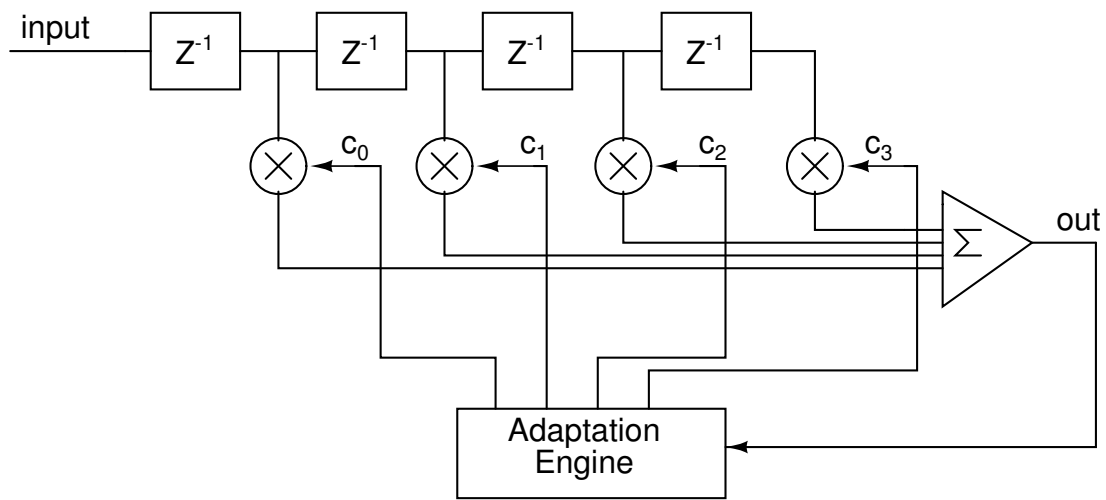 input
Z⁻¹
Z⁻¹
Z⁻¹
Z⁻¹
c₀
c₁
c₂
c₃
out
Σ
Adaptation
Engine